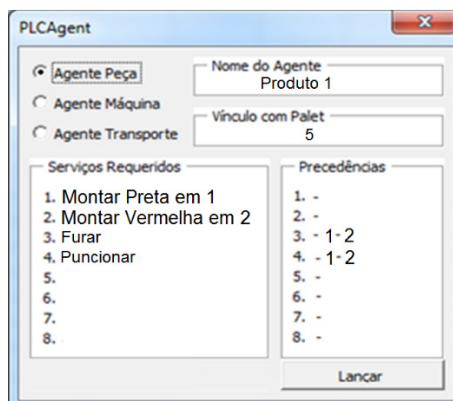 PLCAgent
Agente Peça
Agente Máquina
Agente Transporte
Nome do Agente
Produto 1
Vínculo com Palet
5
Serviços Requeridos
1. Montar Preta em 1
2. Montar Vermelha em 2
3. Furar
4. Puncionar
5.
6.
7.
8.
Precedências
1. -
2. -
3. - 1-2
4. - 1-2
5. -
6. -
7. -
8. -
Lançar